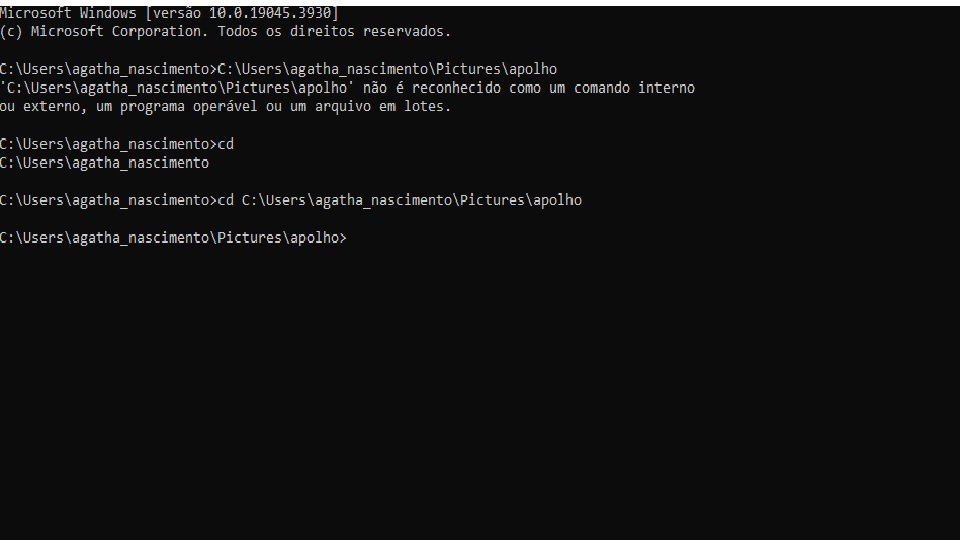 Microsoft Windows [versão 10.0.19045.3930]
(c) Microsoft Corporation. Todos os direitos reservados.
C:\Users\agatha_nascimento>C:\Users\agatha_nascimento\Pictures\apolho
'C:\Users\agatha_nascimento\Pictures\apolho' não é reconhecido como um comando interno
ou externo, um programa operável ou um arquivo em lotes.
C:\Users\agatha_nascimento>cd
C:\Users\agatha_nascimento
C:\Users\agatha_nascimento>cd C:\Users\agatha_nascimento\Pictures\apolho
C:\Users\agatha_nascimento\Pictures\apolho>